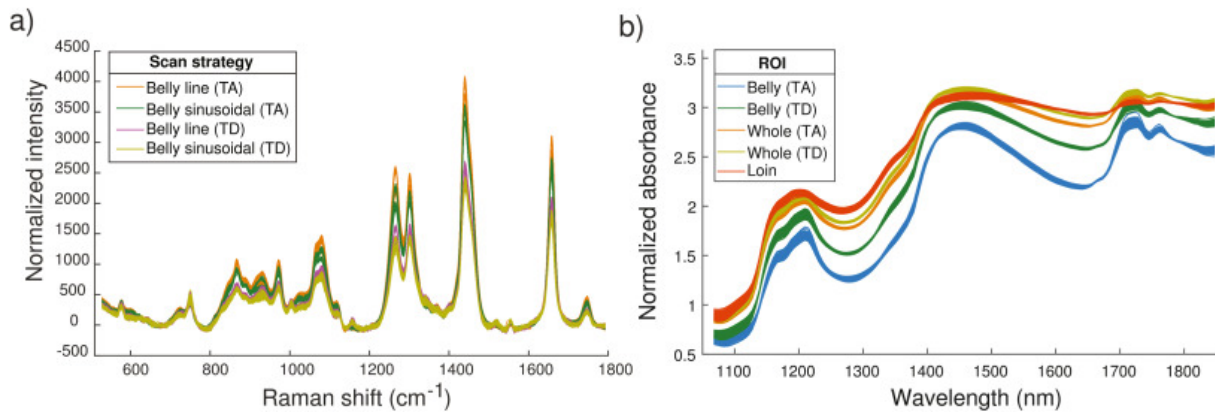 a)
4500
4000
3500
3000
2500
2000
1500
1000
500
0
-500
Normalized intensity
Scan strategy
Belly line (TA)
Belly sinusoidal (TA)
Belly line (TD)
Belly sinusoidal (TD)
600 800 1000 1200 1400 1600 1800
Raman shift (cm⁻¹)
b)
3.5
3
2.5
2
1.5
1
0.5
Normalized absorbance
ROI
Belly (TA)
Belly (TD)
Whole (TA)
Whole (TD)
Loin
1100 1200 1300 1400 1500 1600 1700 1800
Wavelength (nm)